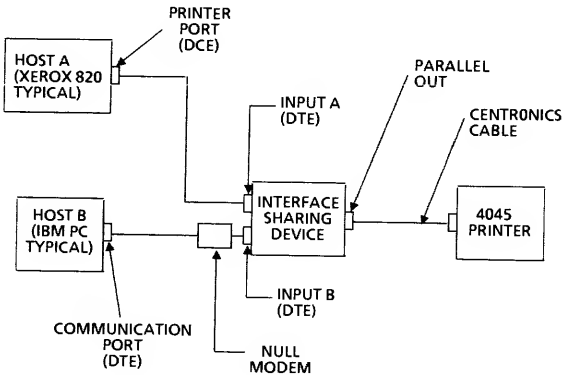 PRINTER
PORT
(DCE)
HOST A
(XEROX 820
TYPICAL)
INPUT A
(DTE)
PARALLEL
OUT
CENTRONICS
CABLE
HOST B
(IBM PC
TYPICAL)
INTERFACE
SHARING
DEVICE
4045
PRINTER
INPUT B
(DTE)
COMMUNICATION
PORT
(DTE)
NULL
MODEM